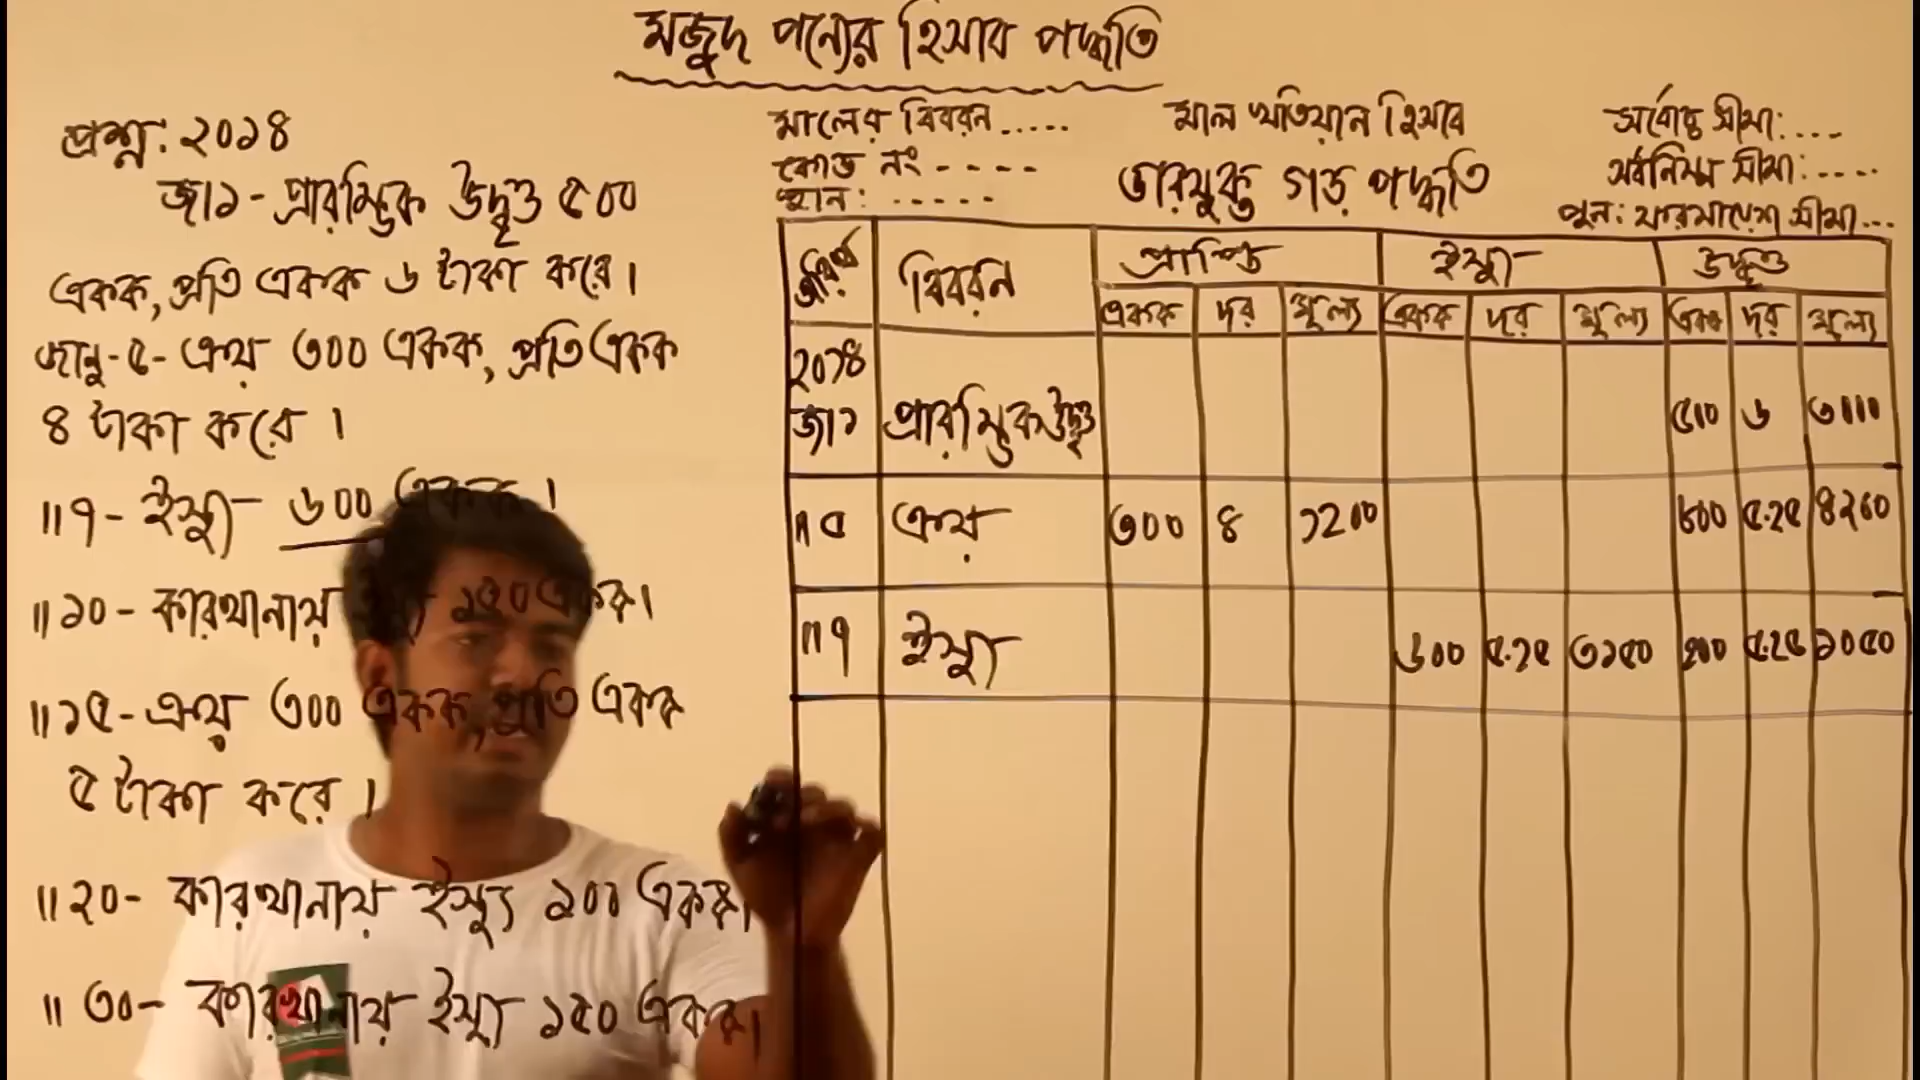 মজুদ পন্যের হিসাব পদ্ধতি
প্রশ্ন: ২০১৪
জা১ - প্রারম্ভিক উদ্বৃত্ত ৫০০
একক, প্রতি একক ৬ টাকা করে।
জানু-৫- ক্রয় ৩০০ একক, প্রতি একক
৪ টাকা করে।
॥৭- ইস্যু ৬০০ একক।
॥১০- কারখানায় ১৫০ একক।
॥১৫- ক্রয় ৩০০ একক, প্রতি একক
৫ টাকা করে।
॥২০- কারখানায় ইস্যু ১০০ একক।
॥৩০- কারখানায় ইস্যু ১৫০ একক।
মালের বিবরন..... মাল খতিয়ান হিসাব সর্বোচ্চ সীমা:....
কোড নং----- ভারযুক্ত গড় পদ্ধতি সর্বনিম্ন সীমা:....
স্থান: ..... পুন: ফরমায়েশ সীমা...
তারিখ বিবরন প্রাপ্তি ইস্যু উদ্বৃত্ত
একক দর মূল্য একক দর মূল্য একক দর মূল্য
২০১৪
জা১ প্রারম্ভিক উদ্বৃত্ত ৫০০ ৬ ৩০০০
॥৫ ক্রয় ৩০০ ৪ ১২০০ ৮০০ ৫.২৫ ৪২০০
॥৭ ইস্যু ৬০০ ৫.২৫ ৩১৫০ ২০০ ৫.২৫ ১০৫০